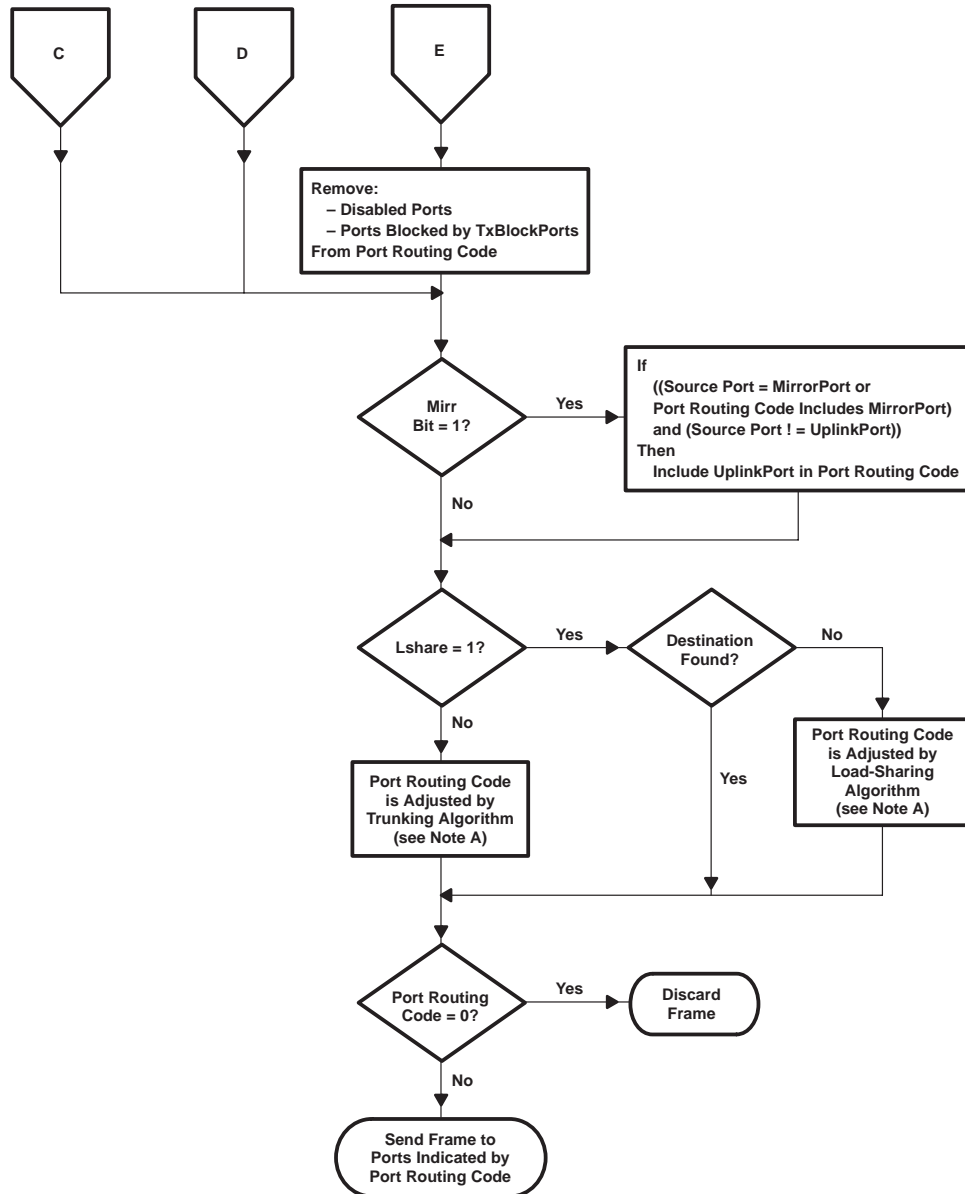 C
D
E
Remove:
– Disabled Ports
– Ports Blocked by TxBlockPorts
From Port Routing Code
Mirr
Bit = 1?
Yes
If
((Source Port = MirrorPort or
Port Routing Code Includes MirrorPort)
and (Source Port ! = UplinkPort))
Then
Include UplinkPort in Port Routing Code
No
Lshare = 1?
Yes
Destination
Found?
No
No
Port Routing Code
is Adjusted by
Trunking Algorithm
(see Note A)
Yes
Port Routing Code
is Adjusted by
Load-Sharing
Algorithm
(see Note A)
Port Routing
Code = 0?
Yes
Discard
Frame
No
Send Frame to
Ports Indicated by
Port Routing Code